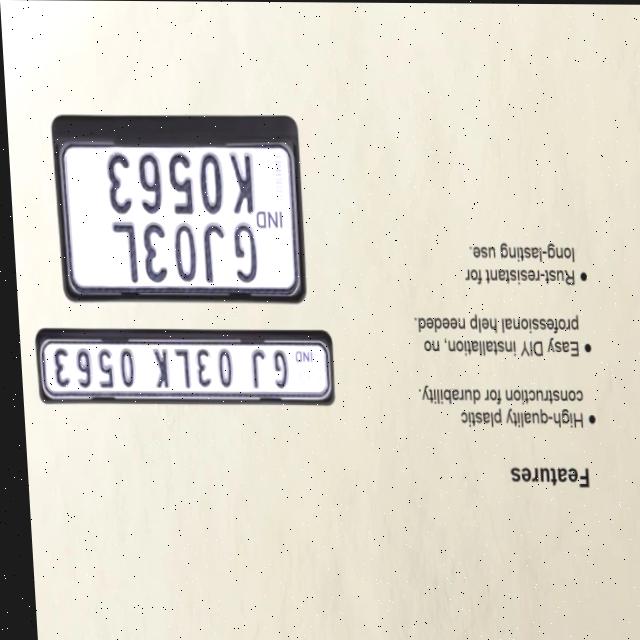 Features
• High-quality plastic
construction for durability.
• Easy DIY installation, no
professional help needed.
• Rust-resistant for
long-lasting use.
IND
GJ 03LK 0563
GJ03L
IND
K0563